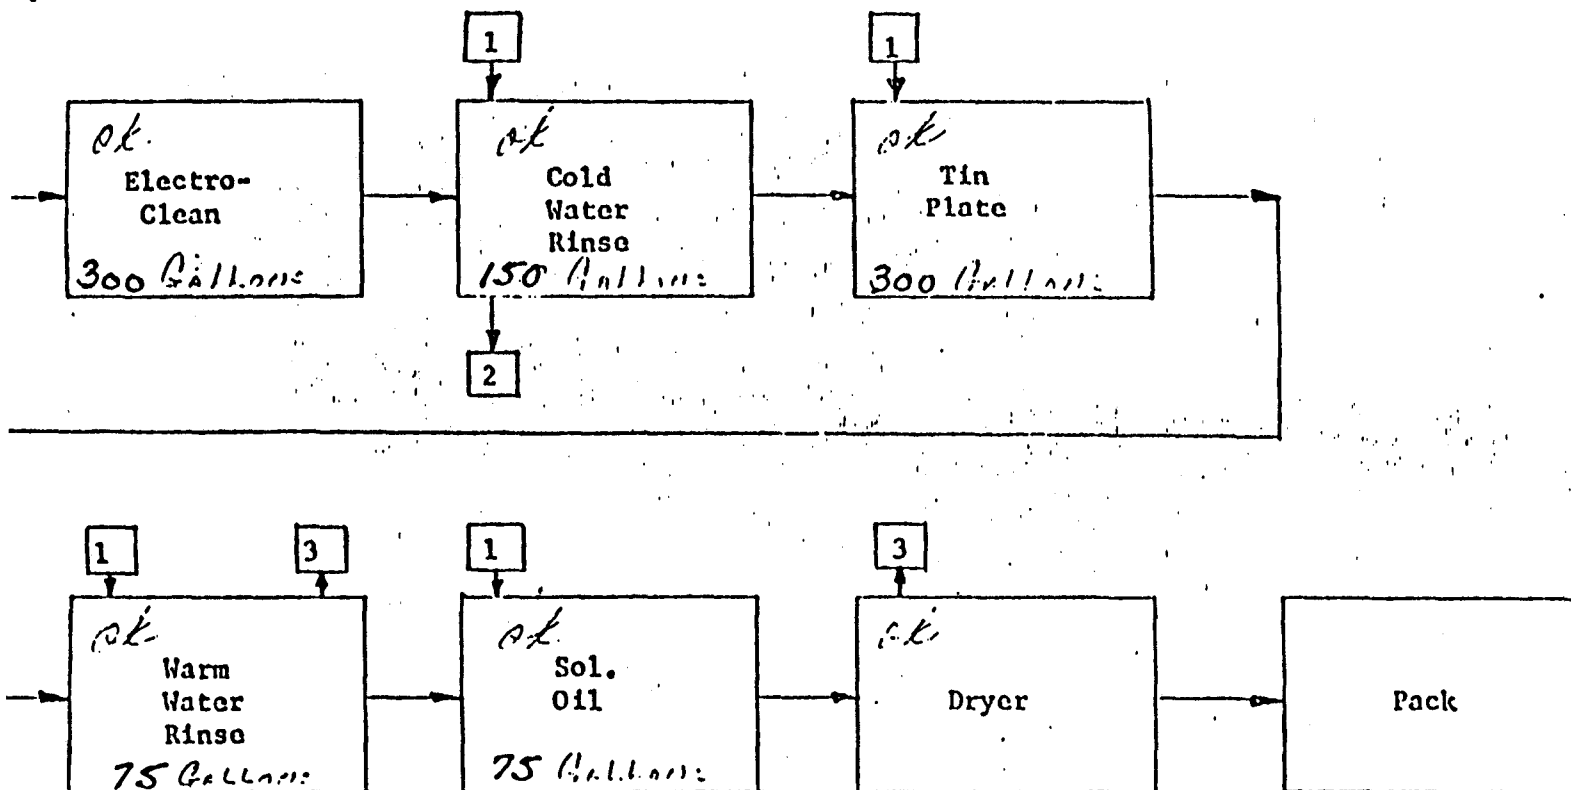 1
1
ok
Electro-
Clean
300 Gallons
ok
Cold
Water
Rinse
150 Gallons
ok
Tin
Plate
300 Gallons
2
1
3
1
3
ok
Warm
Water
Rinse
75 Gallons
ok
Sol.
Oil
75 Gallons
ok
Dryer
Pack